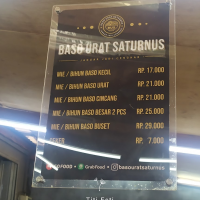 BASO URAT SATURNUS
MIE / BIHUN BASO KECIL RP. 17.900
MIE / BIHUN BASO URAT RP. 21.000
MIE / BIHUN BASO CINCANG RP. 21.000
MIE / BIHUN BASO BESAR 2 PCS RP. 25.000
MIE / BIHUN BASO BUSET RP. 29.000
RP. 7.000
GOFOOD GrabFood basouratsaturnus